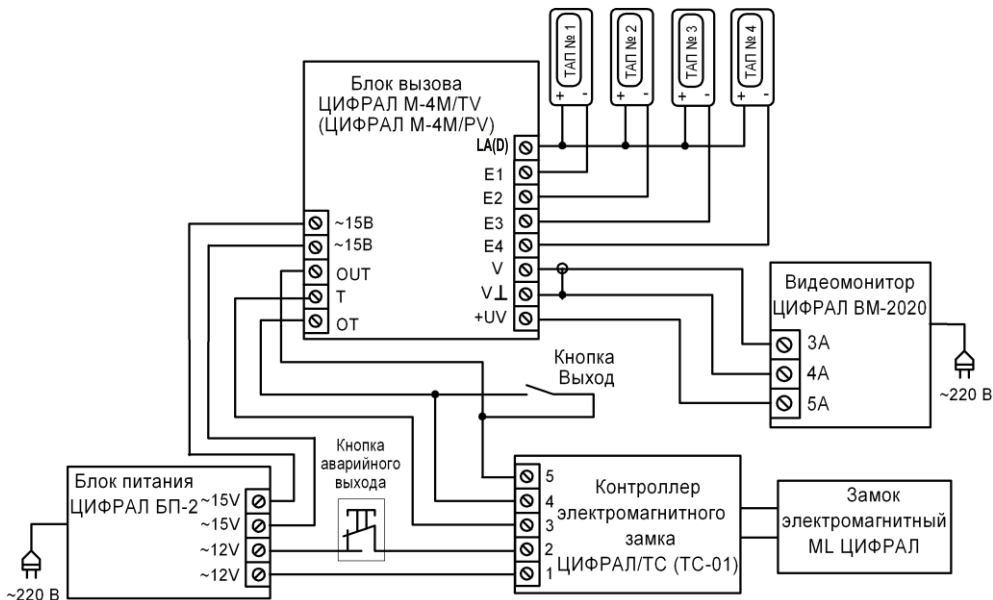 ТАП № 1
ТАП № 2
ТАП № 3
ТАП № 4
+ -
+ -
+ -
+ -
Блок вызова
ЦИФРАЛ М-4М/TV
(ЦИФРАЛ М-4М/PV)
LA(D)
E1
E2
E3
E4
V
V⊥
+UV
~15В
~15В
OUT
T
OT
Видеомонитор
ЦИФРАЛ ВМ-2020
3А
4А
5А
~220 В
Кнопка
Выход
Кнопка
аварийного
выхода
Блок питания
ЦИФРАЛ БП-2
~15V
~15V
~12V
~12V
~220 В
5
4
3
2
1
Контроллер
электромагнитного
замка
ЦИФРАЛ/ТС (ТС-01)
Замок
электромагнитный
ML ЦИФРАЛ